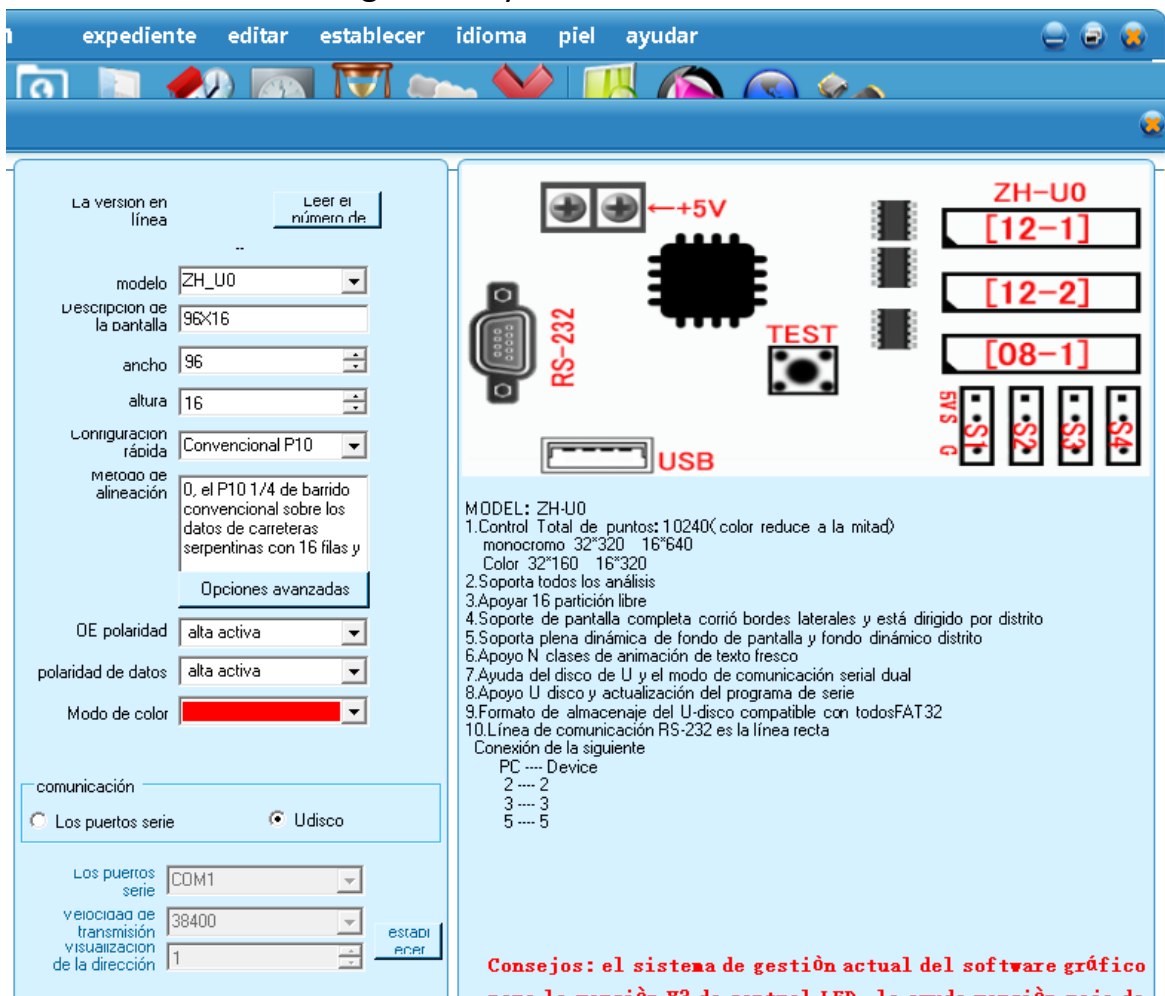 expediente editar establecer idioma piel ayudar
La versión en
línea
Leer el
número de
--
modelo ZH_U0
Descripción de
la pantalla 96X16
ancho 96
altura 16
Configuración
rápida Convencional P10
Método de
alineación
0, el P10 1/4 de barrido
convencional sobre los
datos de carreteras
serpentinas con 16 filas y
Opciones avanzadas
OE polaridad alta activa
polaridad de datos alta activa
Modo de color
comunicación
Los puertos serie Udisco
Los puertos
serie COM1
Velocidad de
transmisión 38400
Visualización
de la dirección 1
establ
ecer
←+5V
ZH-U0
[12-1]
[12-2]
[08-1]
RS-232
TEST
USB
5V S G
S1 S2 S3 S4
MODEL: ZH-U0
1.Control Total de puntos:10240( color reduce a la mitad)
monocromo 32*320 16*640
Color 32*160 16*320
2.Soporta todos los análisis
3.Apoyar 16 partición libre
4.Soporte de pantalla completa corrió bordes laterales y está dirigido por distrito
5.Soporta plena dinámica de fondo de pantalla y fondo dinámico distrito
6.Apoyo N clases de animación de texto fresco
7.Ayuda del disco de U y el modo de comunicación serial dual
8.Apoyo U disco y actualización del programa de serie
9.Formato de almacenaje del U-disco compatible con todosFAT32
10.Línea de comunicación RS-232 es la línea recta
Conexión de la siguiente
PC ---- Device
2 ---- 2
3 ---- 3
5 ---- 5
Consejos: el sistema de gestiòn actual del software gráfico